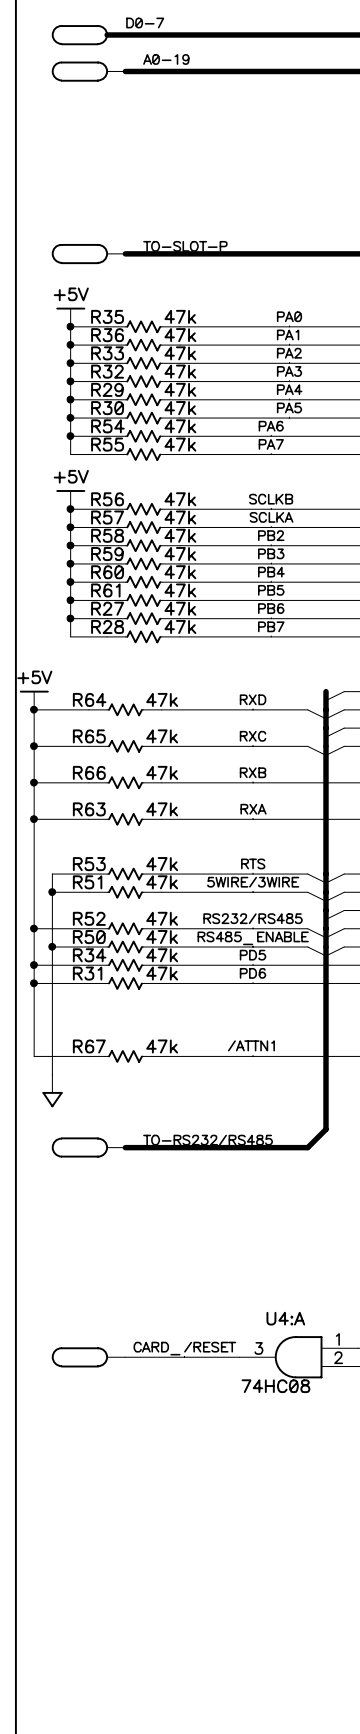 D0-7
A0-19
TO-SLOT-P
+5V
R35 47k PA0
R36 47k PA1
R33 47k PA2
R32 47k PA3
R29 47k PA4
R30 47k PA5
R54 47k PA6
R55 47k PA7
+5V
R56 47k SCLKB
R57 47k SCLKA
R58 47k PB2
R59 47k PB3
R60 47k PB4
R61 47k PB5
R27 47k PB6
R28 47k PB7
+5V
R64 47k RXD
R65 47k RXC
R66 47k RXB
R63 47k RXA
R53 47k RTS
R51 47k 5WIRE/3WIRE
R52 47k RS232/RS485
R50 47k RS485_ENABLE
R34 47k PD5
R31 47k PD6
R67 47k /ATTN1
TO-RS232/RS485
U4:A
CARD_/RESET 3 1
2
74HC08